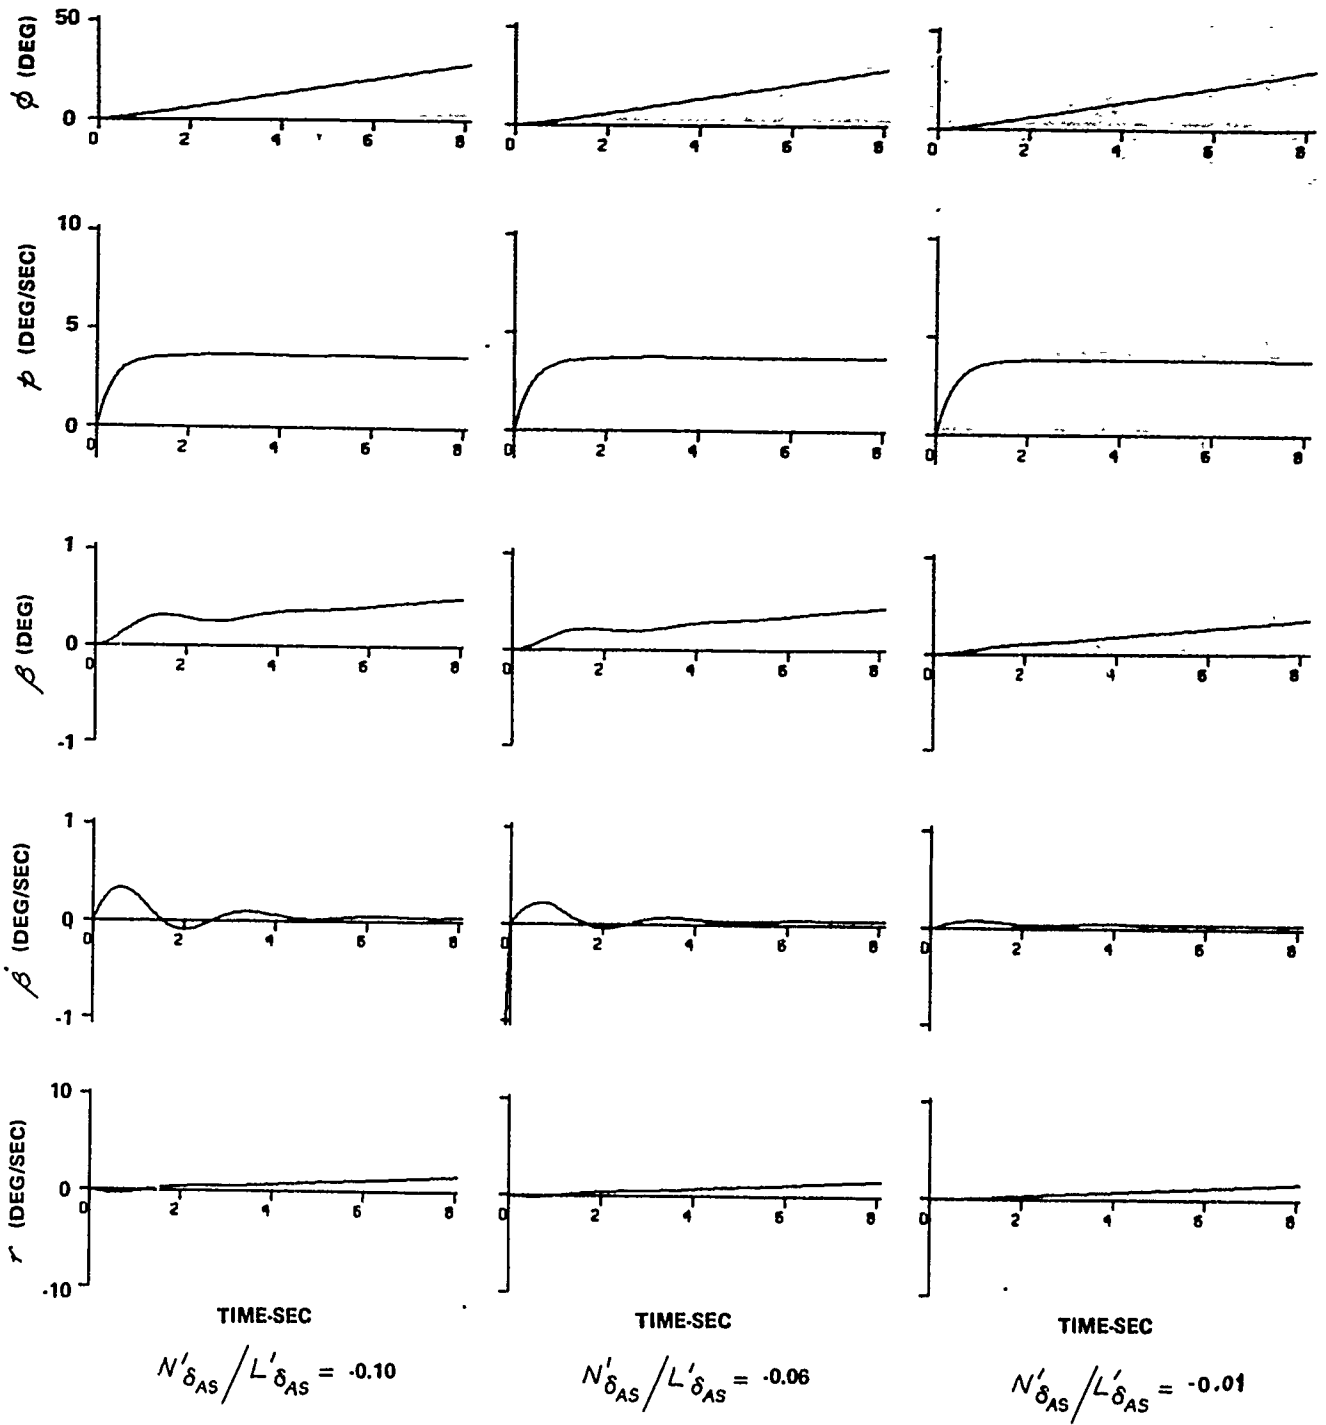 50
ϕ (DEG)
0
0 2 4 6 8
0 2 4 6 8
0 2 4 6 8
10
p (DEG/SEC)
5
0
0 2 4 6 8
0 2 4 6 8
0 2 4 6 8
1
β (DEG)
0
-1
0 2 4 6 8
0 2 4 6 8
0 2 4 6 8
1
β̇ (DEG/SEC)
0
-1
0 2 4 6 8
0 2 4 6 8
0 2 4 6 8
10
r (DEG/SEC)
0
-10
0 2 4 6 8
0 2 4 6 8
0 2 4 6 8
TIME-SEC
TIME-SEC
TIME-SEC
N'δAS/L'δAS = -0.10
N'δAS/L'δAS = -0.06
N'δAS/L'δAS = -0.01